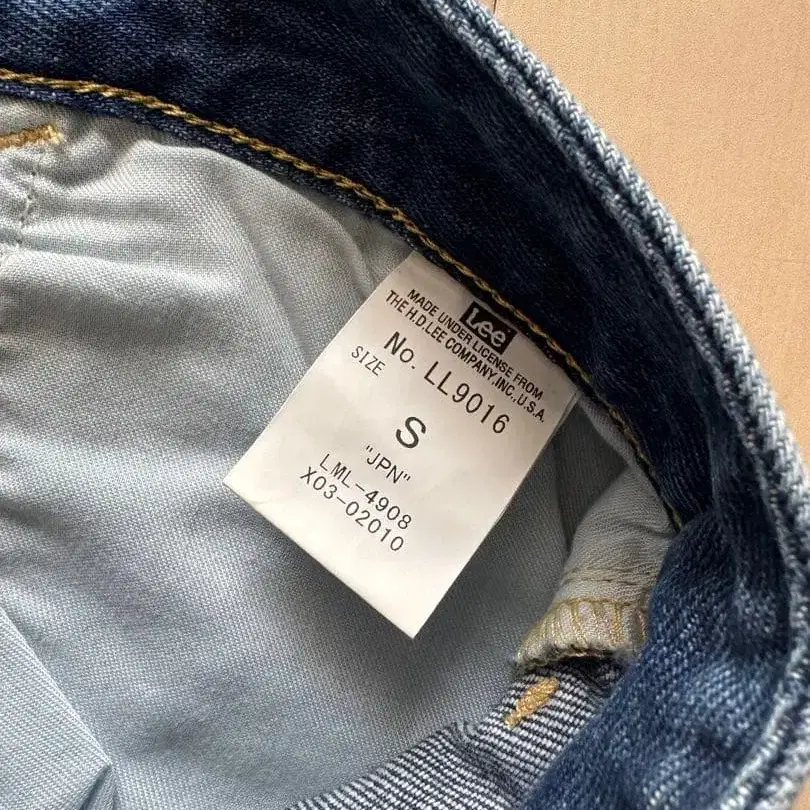 Lee
MADE UNDER LICENSE FROM
THE H.D.LEE COMPANY,INC.,U.S.A.
No. LL9016
SIZE
S
"JPN"
LML-4908
X03-02010